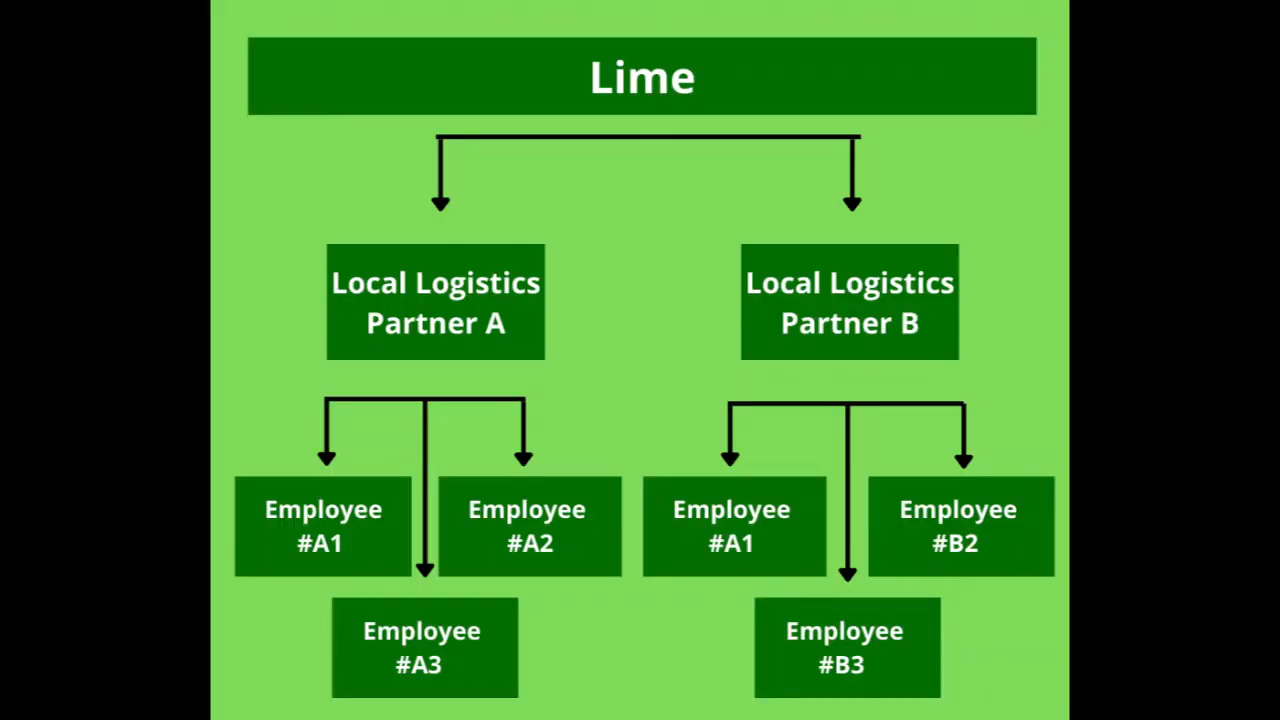 Lime
Local Logistics
Partner A
Local Logistics
Partner B
Employee
#A1
Employee
#A2
Employee
#A1
Employee
#B2
Employee
#A3
Employee
#B3